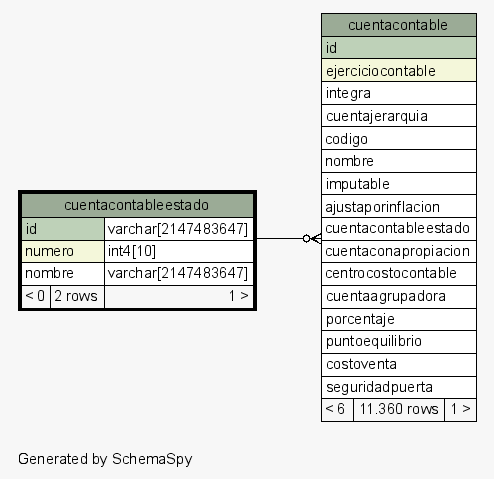 cuentacontable
id
ejerciciocontable
integra
cuentajerarquia
codigo
nombre
imputable
ajustaporinflacion
cuentacontableestado
cuentaconapropiacion
centrocostocontable
cuentaagrupadora
porcentaje
puntoequilibrio
costoventa
seguridadpuerta
< 6 11.360 rows 1 >
cuentacontableestado
id varchar[2147483647]
numero int4[10]
nombre varchar[2147483647]
< 0 2 rows 1 >
Generated by SchemaSpy